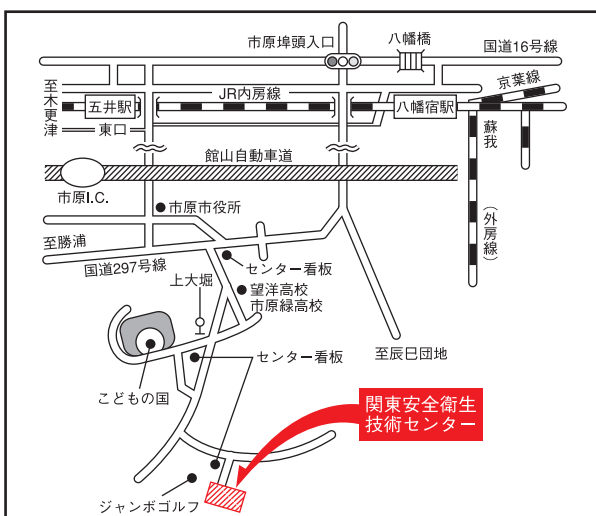 市原埠頭入口
八幡橋
国道16号線
京葉線
至木更津
五井駅
JR内房線
八幡宿駅
東口
蘇我
館山自動車道
市原I.C.
市原市役所
(外房線)
至勝浦
国道297号線
センター看板
上大堀
望洋高校
市原緑高校
至辰巳団地
センター看板
こどもの国
関東安全衛生
技術センター
ジャンボゴルフ